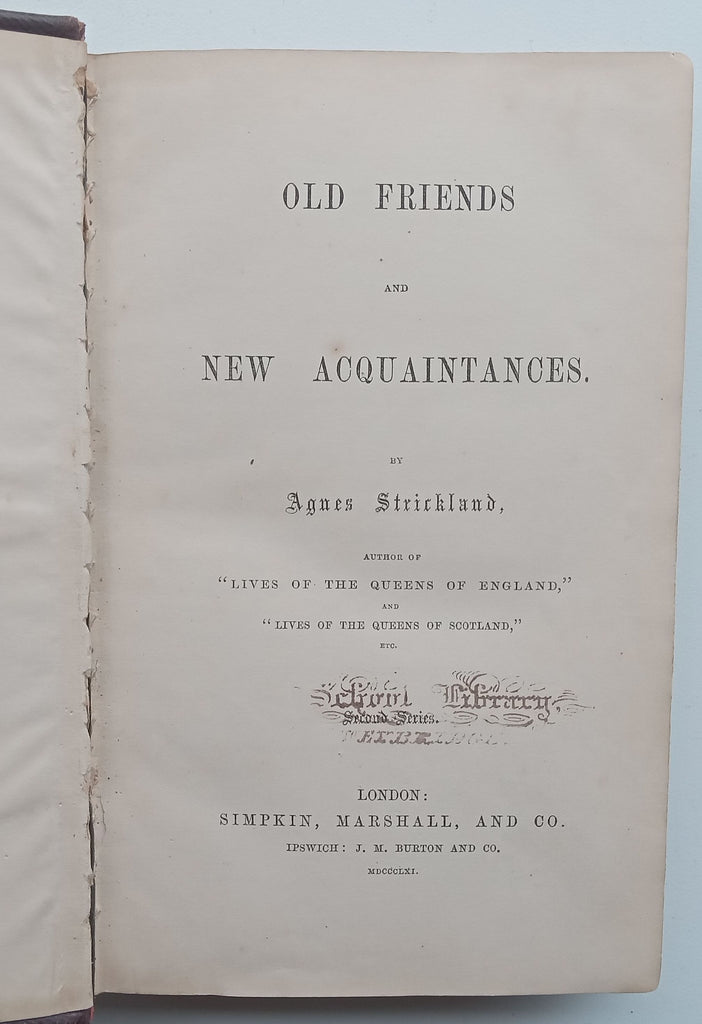 OLD FRIENDS
AND
NEW ACQUAINTANCES.
BY
Agnes Strickland,
AUTHOR OF
"LIVES OF THE QUEENS OF ENGLAND,"
AND
"LIVES OF THE QUEENS OF SCOTLAND,"
ETC.
School Library,
Second Series.
LONDON:
SIMPKIN, MARSHALL, AND CO.
IPSWICH: J. M. BURTON AND CO.
MDCCCLXI.